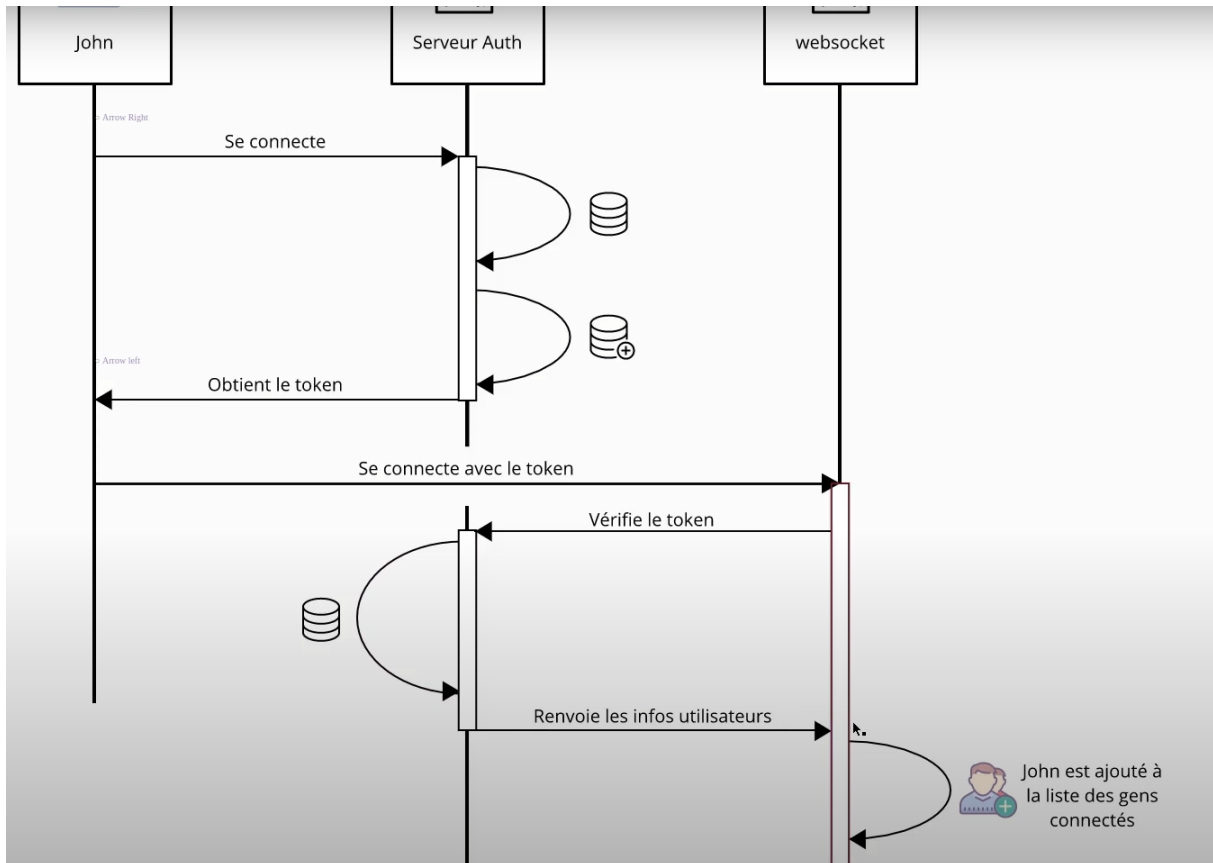 John
Serveur Auth
websocket
Arrow Right
Se connecte
Arrow left
Obtient le token
Se connecte avec le token
Vérifie le token
Renvoie les infos utilisateurs
John est ajouté à
la liste des gens
connectés